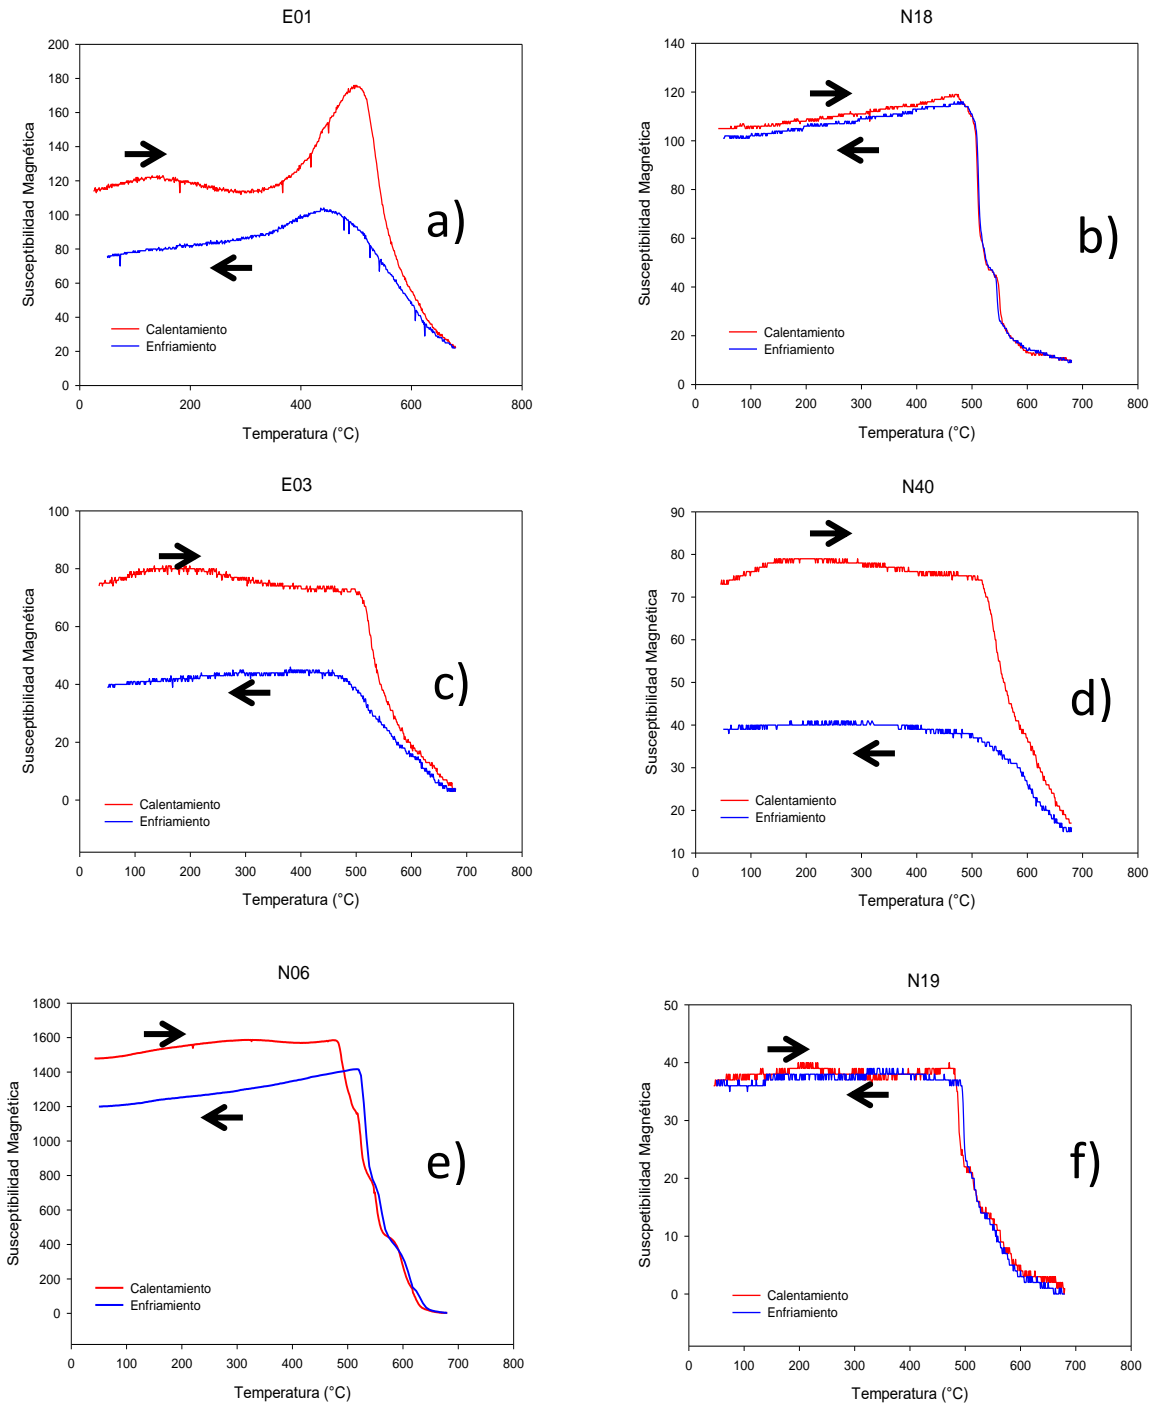 E01
Susceptibilidad Magnética
200
180
160
140
120
100
80
60
40
20
0
a)
Calentamiento
Enfriamiento
0 200 400 600 800
Temperatura (°C)
N18
Susceptibilidad Magnética
140
120
100
80
60
40
20
0
b)
Calentamiento
Enfriamiento
0 100 200 300 400 500 600 700 800
Temperatura (°C)
E03
Susceptibilidad Magnética
100
80
60
40
20
0
c)
Calentamiento
Enfriamiento
0 100 200 300 400 500 600 700 800
Temperatura (°C)
N40
Susceptibilidad Magnética
90
80
70
60
50
40
30
20
10
d)
Calentamiento
Enfriamiento
0 100 200 300 400 500 600 700 800
Temperatura (°C)
N06
Susceptibilidad Magnética
1800
1600
1400
1200
1000
800
600
400
200
0
e)
Calentamiento
Enfriamiento
0 100 200 300 400 500 600 700 800
Temperatura (°C)
N19
Suscpetibilidad Magnética
50
40
30
20
10
0
f)
Calentamiento
Enfriamiento
0 100 200 300 400 500 600 700 800
Temperatura (°C)